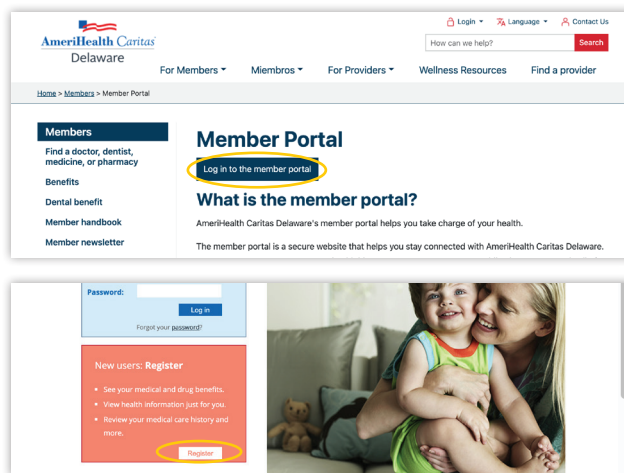 Login
Language
Contact Us
AmeriHealth Caritas
Delaware
How can we help?
Search
For Members
Miembros
For Providers
Wellness Resources
Find a provider
Home > Members > Member Portal
Members
Find a doctor, dentist,
medicine, or pharmacy
Benefits
Dental benefit
Member handbook
Member newsletter
Member Portal
Log in to the member portal
What is the member portal?
AmeriHealth Caritas Delaware's member portal helps you take charge of your health.
The member portal is a secure website that helps you stay connected with AmeriHealth Caritas Delaware.
Password:
Log in
Forgot your password?
New users: Register
• See your medical and drug benefits.
• View health information just for you.
• Review your medical care history and
more.
Register